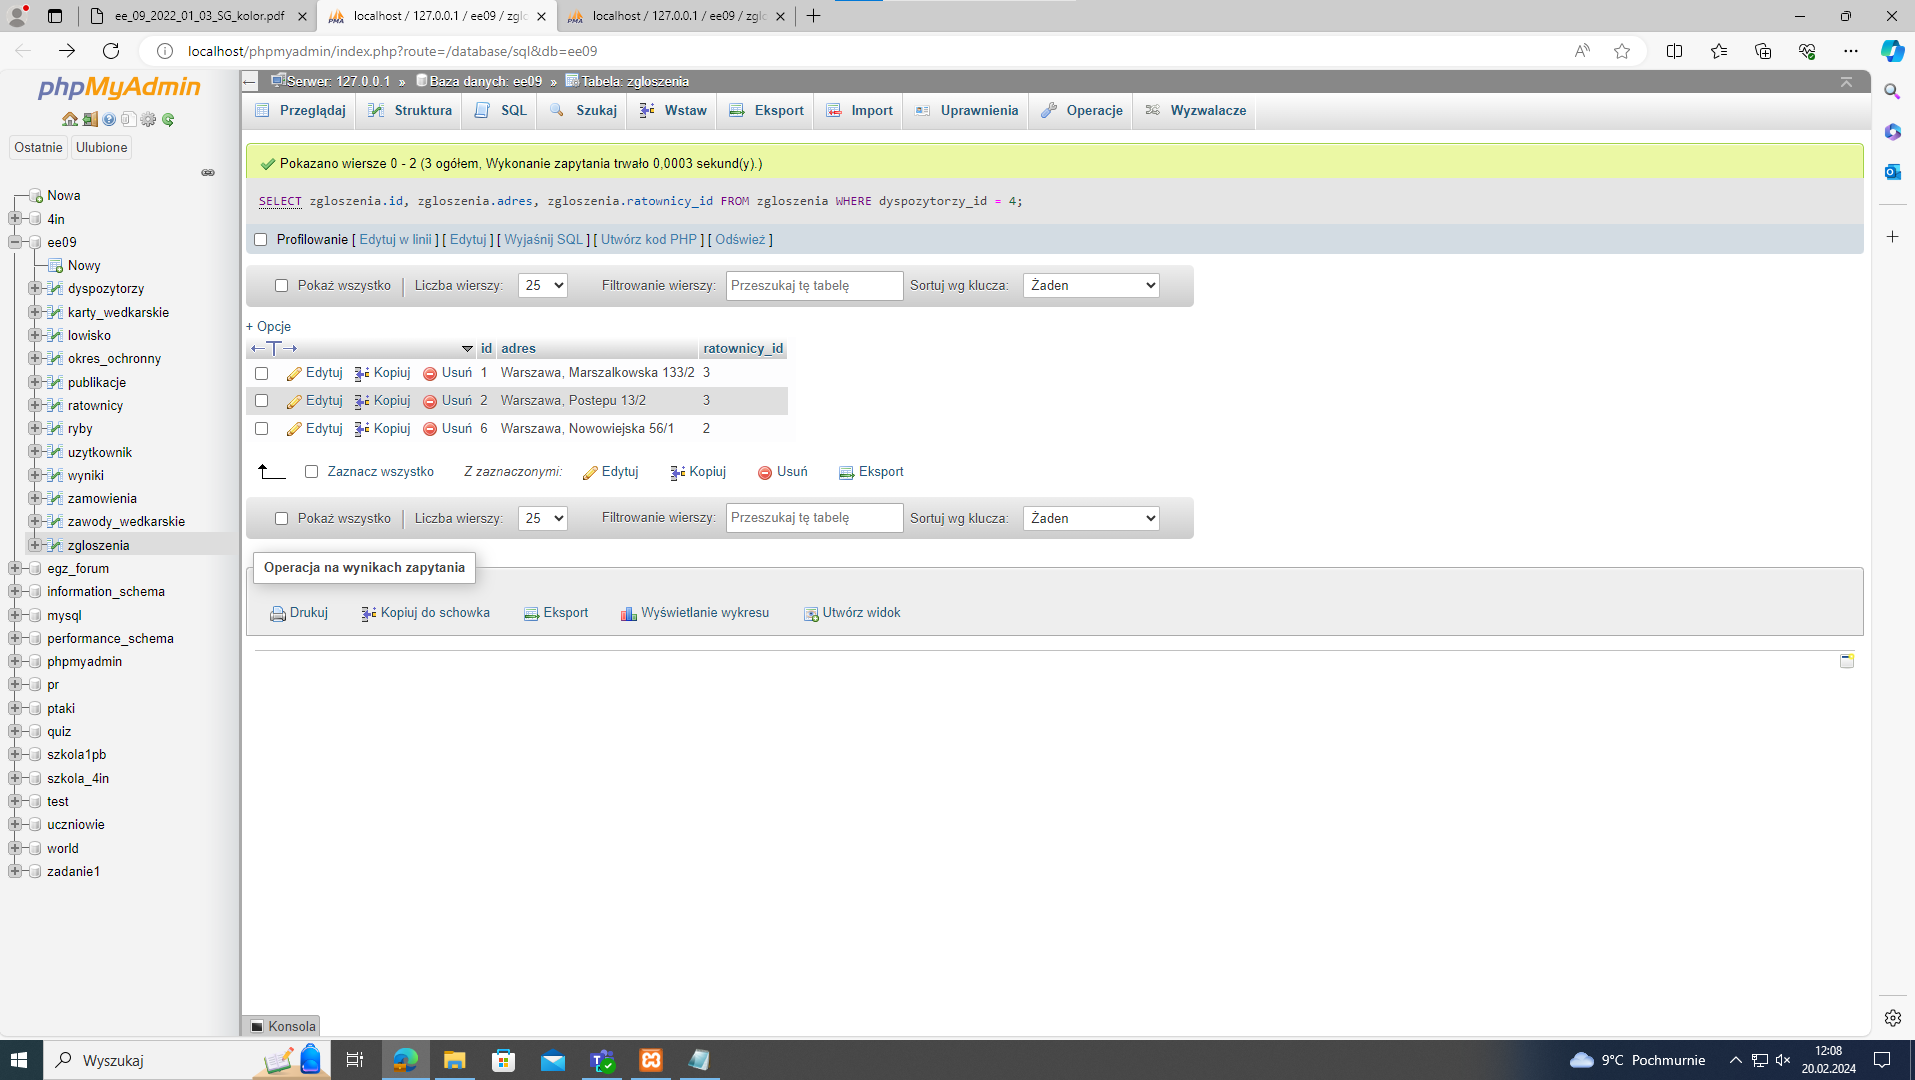 ee_09_2022_01_03_SG_kolor.pdf
localhost / 127.0.0.1 / ee09 / zglc
localhost / 127.0.0.1 / ee09 / zglc
localhost/phpmyadmin/index.php?route=/database/sql&db=ee09
phpMyAdmin
Ostatnie Ulubione
Nowa
4in
ee09
Nowy
dyspozytorzy
karty_wedkarskie
lowisko
okres_ochronny
publikacje
ratownicy
ryby
uzytkownik
wyniki
zamowienia
zawody_wedkarskie
zgloszenia
egz_forum
information_schema
mysql
performance_schema
phpmyadmin
pr
ptaki
quiz
szkola1pb
szkola_4in
test
uczniowie
world
zadanie1
Serwer: 127.0.0.1 » Baza danych: ee09 » Tabela: zgloszenia
Przeglądaj Struktura SQL Szukaj Wstaw Eksport Import Uprawnienia Operacje Wyzwalacze
Pokazano wiersze 0 - 2 (3 ogółem, Wykonanie zapytania trwało 0,0003 sekund(y).)
SELECT zgloszenia.id, zgloszenia.adres, zgloszenia.ratownicy_id FROM zgloszenia WHERE dyspozytorzy_id = 4;
Profilowanie [ Edytuj w linii ] [ Edytuj ] [ Wyjaśnij SQL ] [ Utwórz kod PHP ] [ Odśwież ]
Pokaż wszystko Liczba wierszy: 25 Filtrowanie wierszy: Przeszukaj tę tabelę Sortuj wg klucza: Żaden
+ Opcje
←T→ id adres ratownicy_id
Edytuj Kopiuj Usuń 1 Warszawa, Marszalkowska 133/2 3
Edytuj Kopiuj Usuń 2 Warszawa, Postepu 13/2 3
Edytuj Kopiuj Usuń 6 Warszawa, Nowowiejska 56/1 2
Zaznacz wszystko Z zaznaczonymi: Edytuj Kopiuj Usuń Eksport
Pokaż wszystko Liczba wierszy: 25 Filtrowanie wierszy: Przeszukaj tę tabelę Sortuj wg klucza: Żaden
Operacja na wynikach zapytania
Drukuj Kopiuj do schowka Eksport Wyświetlanie wykresu Utwórz widok
Konsola
Wyszukaj
9°C Pochmurnie
12:08
20.02.2024